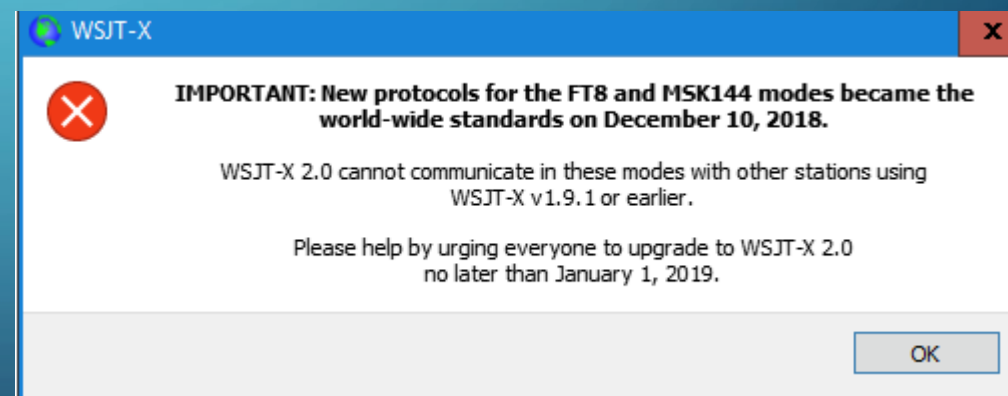 WSJT-X
IMPORTANT: New protocols for the FT8 and MSK144 modes became the
world-wide standards on December 10, 2018.
WSJT-X 2.0 cannot communicate in these modes with other stations using
WSJT-X v1.9.1 or earlier.
Please help by urging everyone to upgrade to WSJT-X 2.0
no later than January 1, 2019.
OK